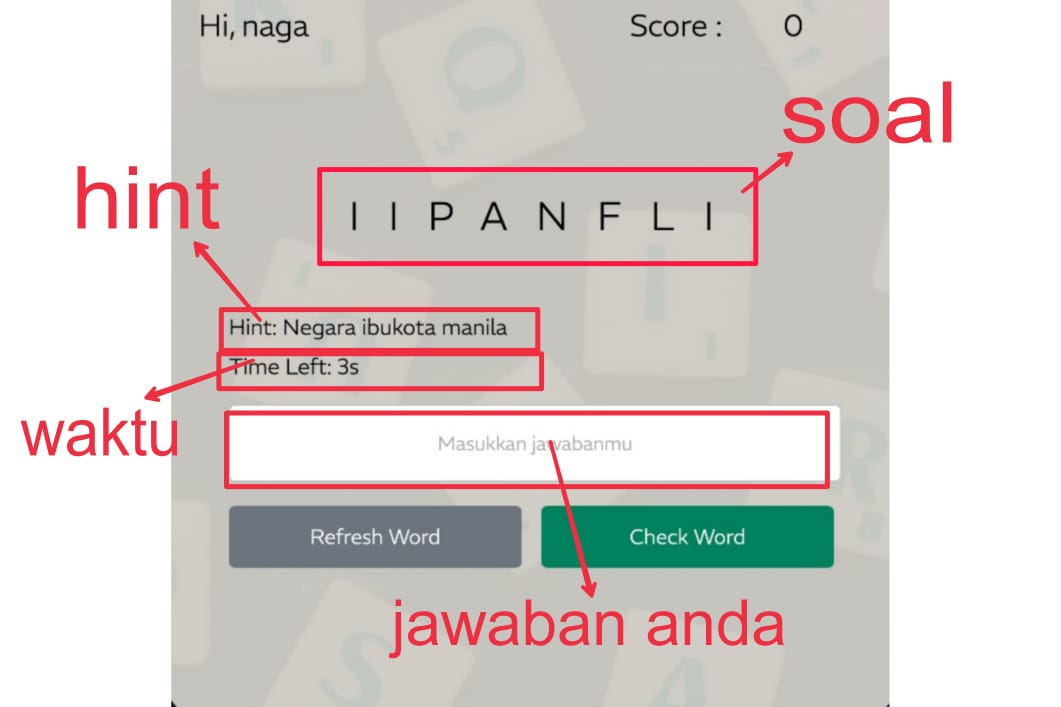 Hi, naga
Score : 0
soal
hint
I I P A N F L I
Hint: Negara ibukota manila
Time Left: 3s
waktu
Masukkan jawabanmu
Refresh Word
Check Word
jawaban anda
Q
S
I
I
R
8
S
A